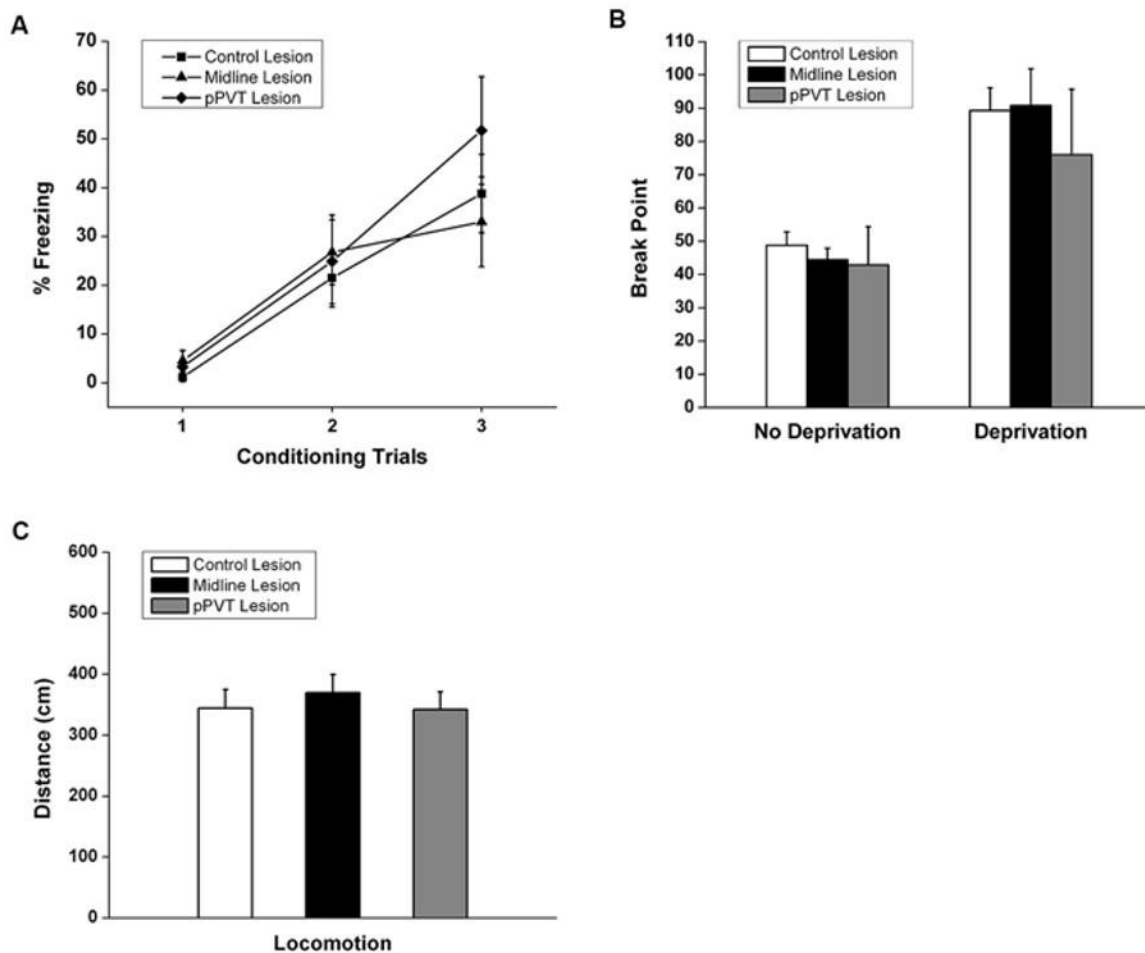 A
% Freezing
70
60
50
40
30
20
10
0
Control Lesion
Midline Lesion
pPVT Lesion
1 2 3
Conditioning Trials
B
Break Point
110
100
90
80
70
60
50
40
30
20
10
0
Control Lesion
Midline Lesion
pPVT Lesion
No Deprivation Deprivation
C
Distance (cm)
600
500
400
300
200
100
0
Control Lesion
Midline Lesion
pPVT Lesion
Locomotion